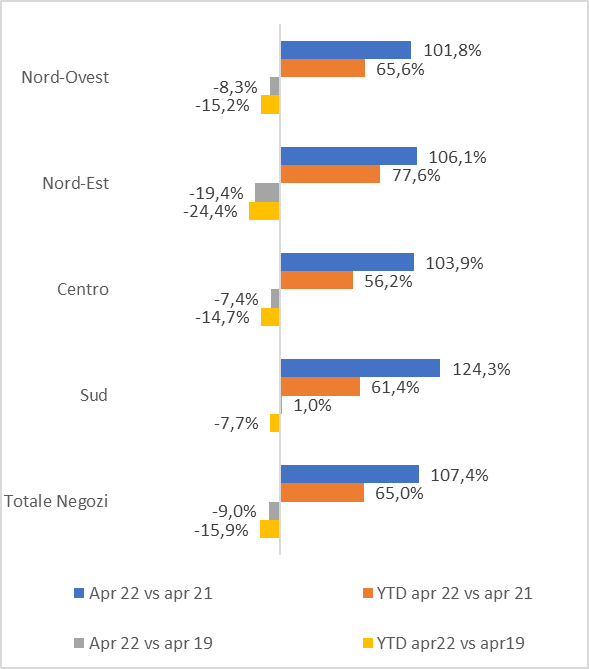 101,8%
Nord-Ovest
65,6%
-8,3%
-15,2%
106,1%
Nord-Est
77,6%
-19,4%
-24,4%
103,9%
Centro
56,2%
-7,4%
-14,7%
124,3%
Sud
61,4%
1,0%
-7,7%
107,4%
Totale Negozi
65,0%
-9,0%
-15,9%
Apr 22 vs apr 21
YTD apr 22 vs apr 21
Apr 22 vs apr 19
YTD apr22 vs apr19